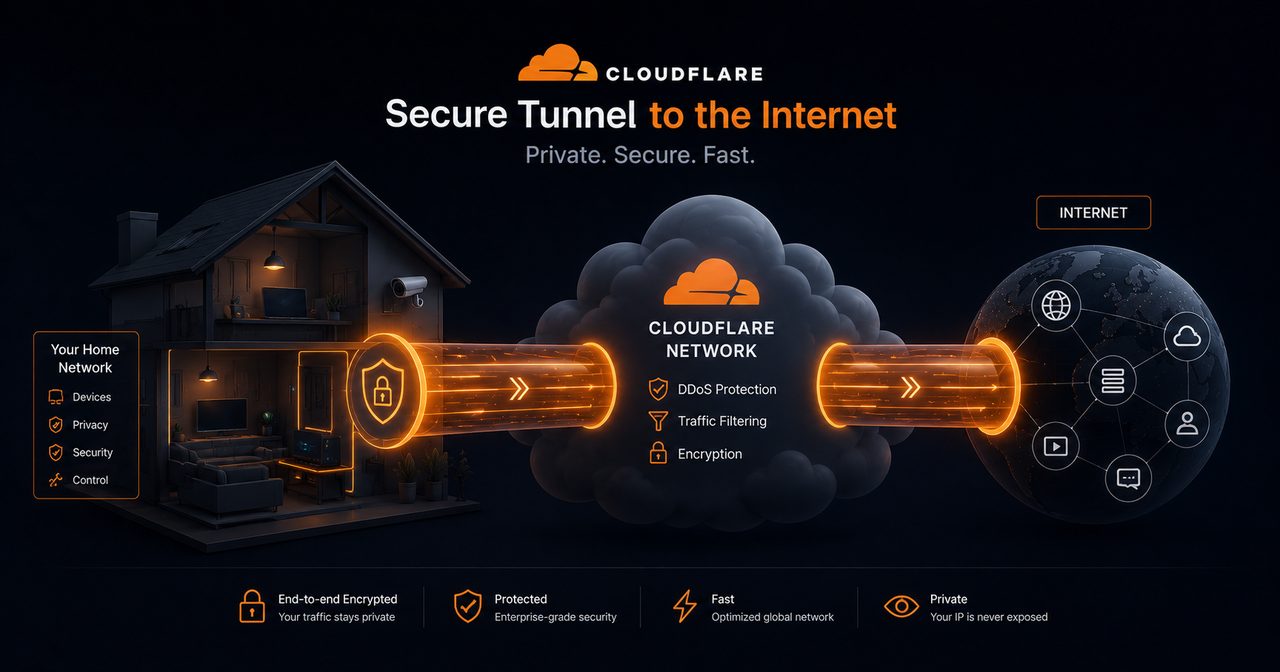 CLOUDFLARE
Secure Tunnel to the Internet
Private. Secure. Fast.
INTERNET
Your Home
Network
Devices
Privacy
Security
Control
CLOUDFLARE
NETWORK
DDoS Protection
Traffic Filtering
Encryption
End-to-end Encrypted
Your traffic stays private
Protected
Enterprise-grade security
Fast
Optimized global network
Private
Your IP is never exposed